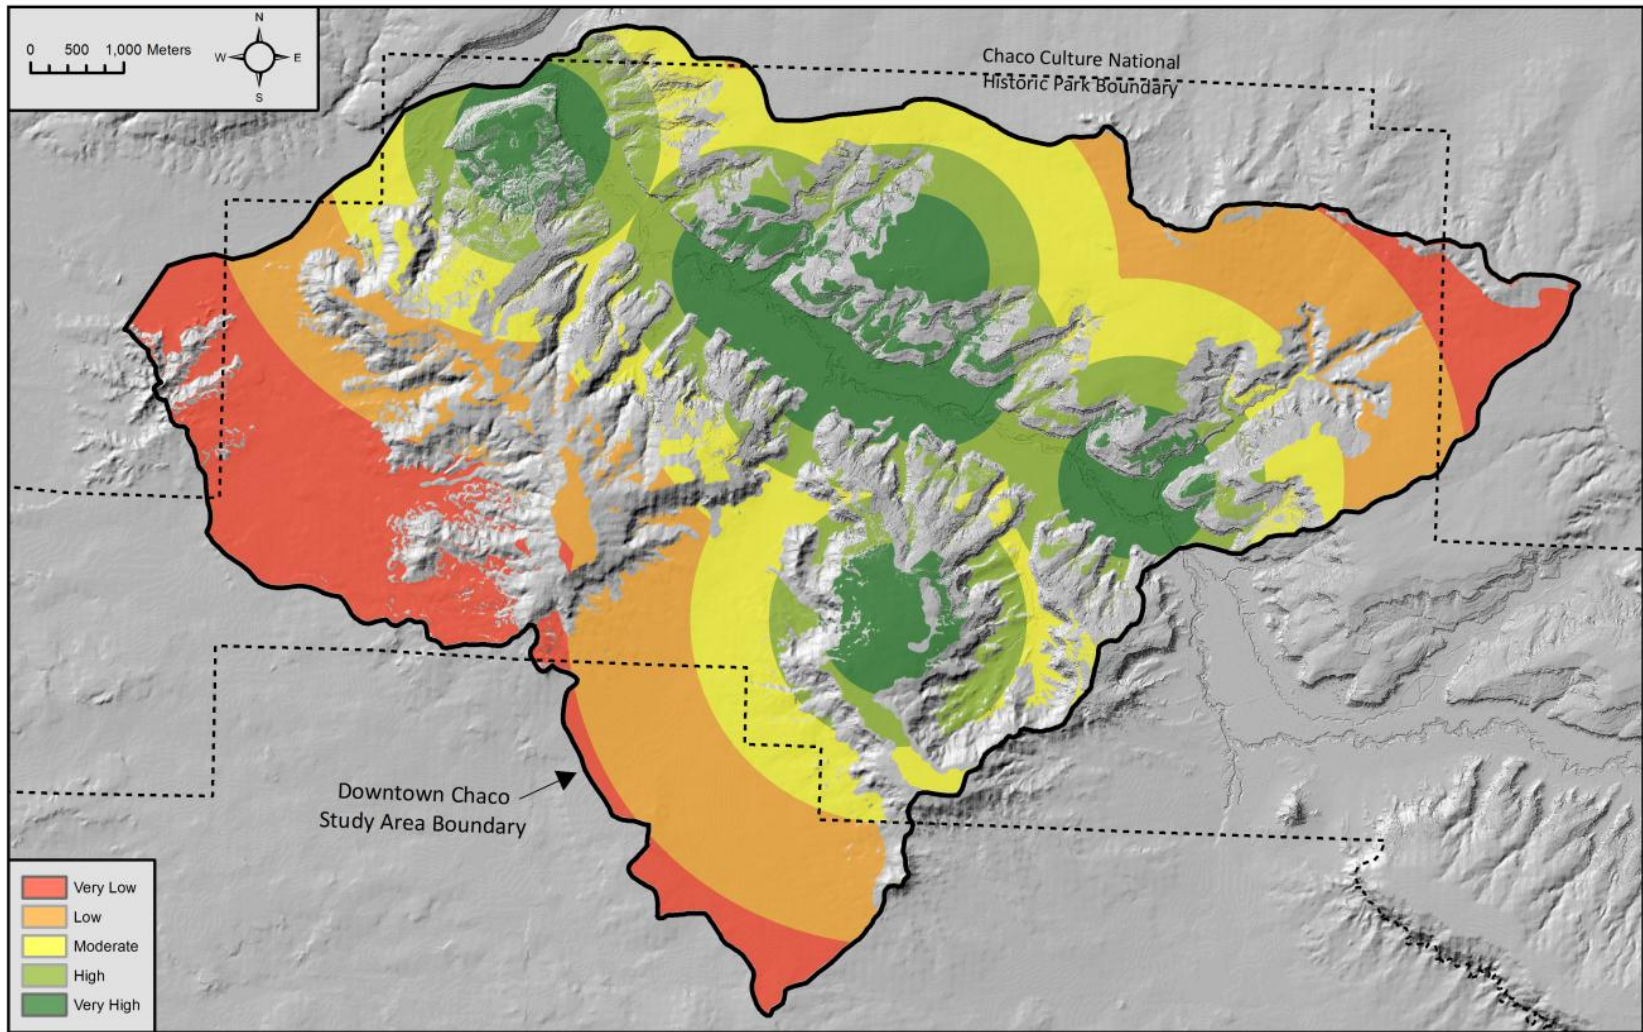 N
0 500 1,000 Meters
W E
S
Chaco Culture National
Historic Park Boundary
Downtown Chaco
Study Area Boundary
Very Low
Low
Moderate
High
Very High